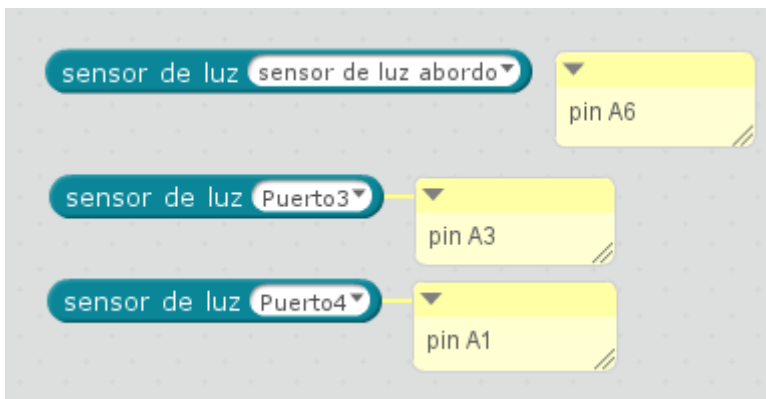 sensor de luz sensor de luz abordo
pin A6
sensor de luz Puerto3
pin A3
sensor de luz Puerto4
pin A1